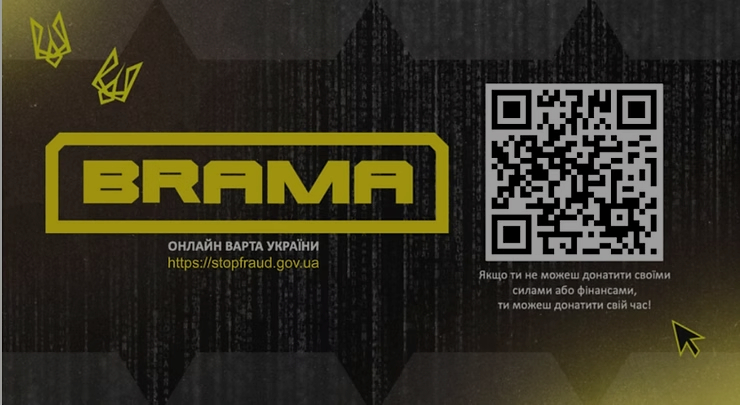 BRAMA
ОНЛАЙН ВАРТА УКРАЇНИ
https://stopfraud.gov.ua
Якщо ти не можеш донатити своїми
силами або фінансами,
ти можеш донатити свій час!